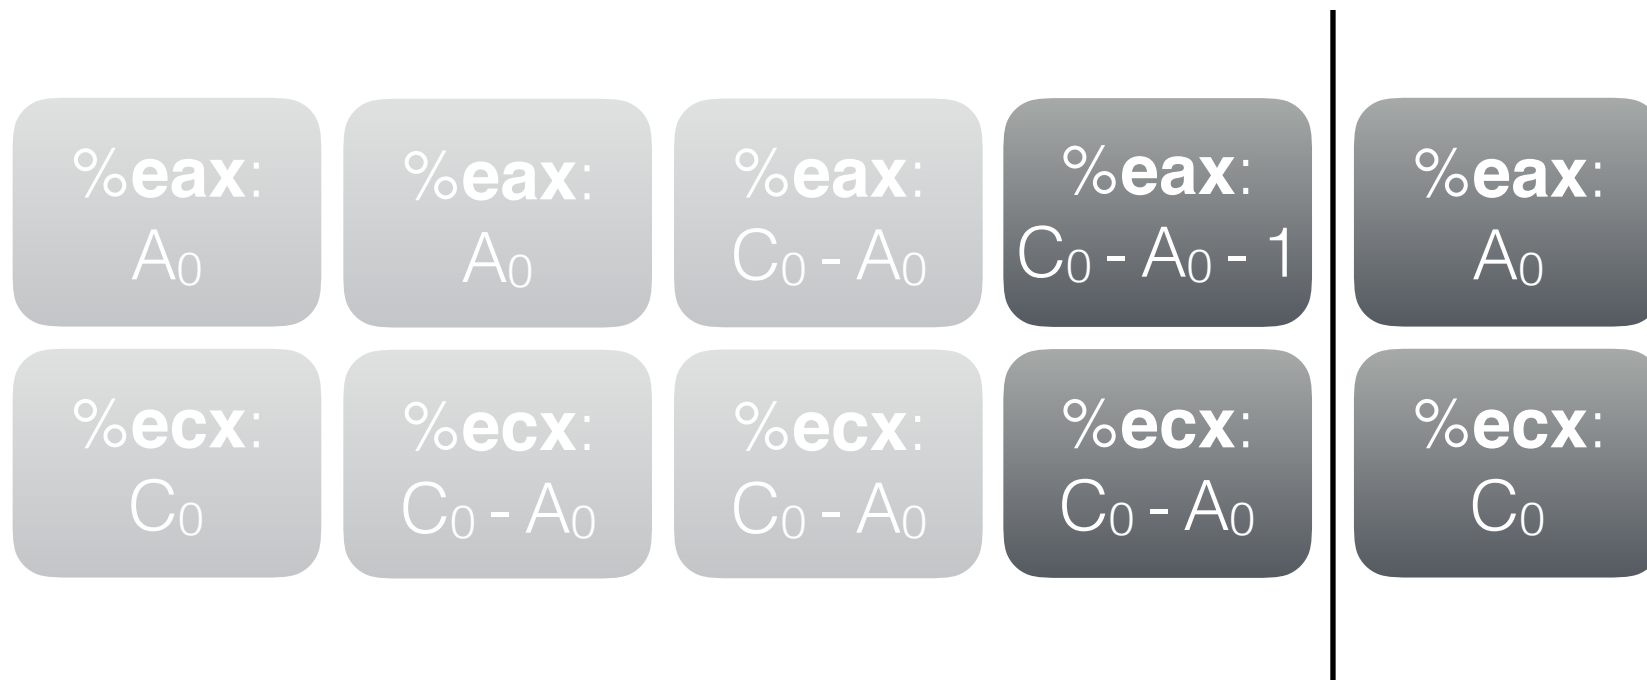 %eax: %eax: %eax: %eax: %eax:
A₀ A₀ C₀ - A₀ C₀ - A₀ - 1 A₀
%ecx: %ecx: %ecx: %ecx: %ecx:
C₀ C₀ - A₀ C₀ - A₀ C₀ - A₀ C₀